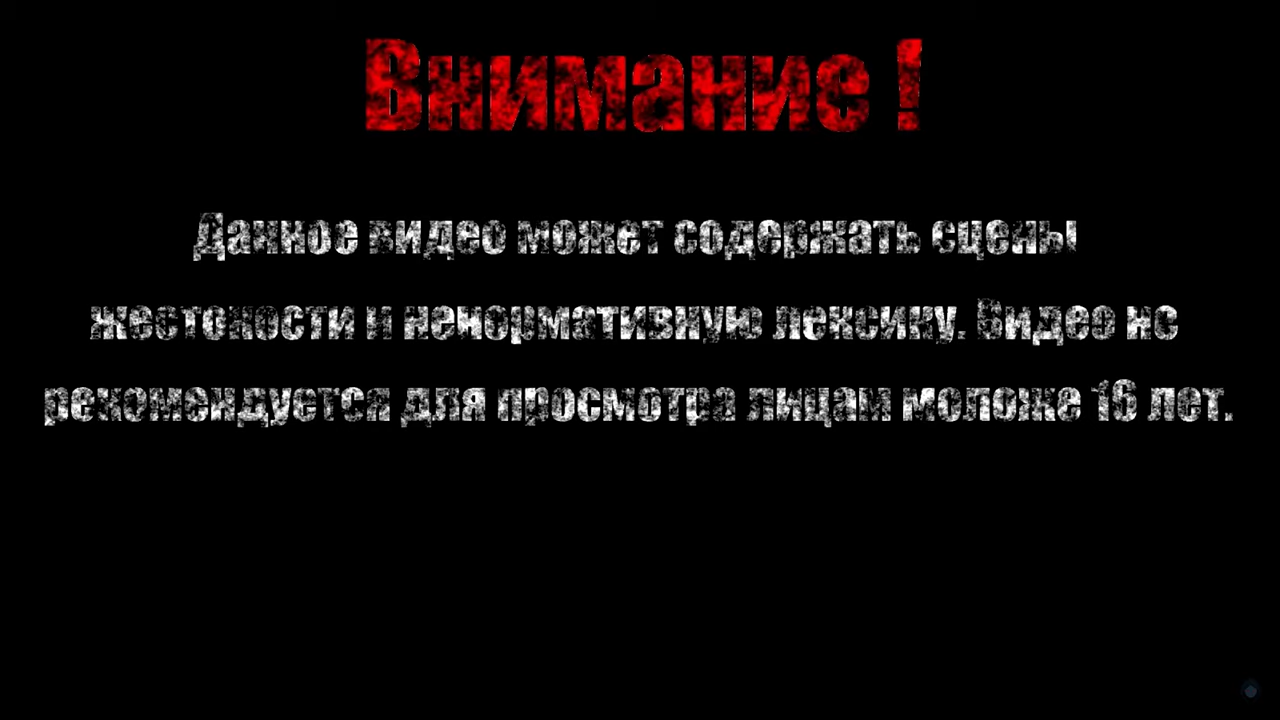 Внимание !
Данное видео может содержать сцены
жестокости и ненормативную лексику. Видео не
рекомендуется для просмотра лицам моложе 16 лет.